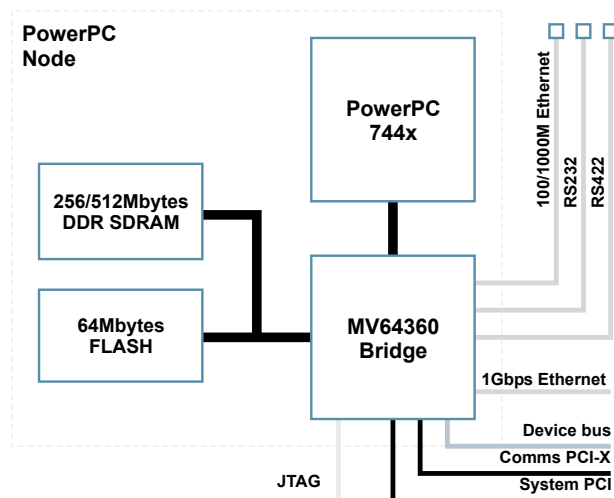 PowerPC
Node
PowerPC
744x
100/1000M Ethernet
RS232
RS422
256/512Mbytes
DDR SDRAM
64Mbytes
FLASH
MV64360
Bridge
1Gbps Ethernet
Device bus
Comms PCI-X
System PCI
JTAG